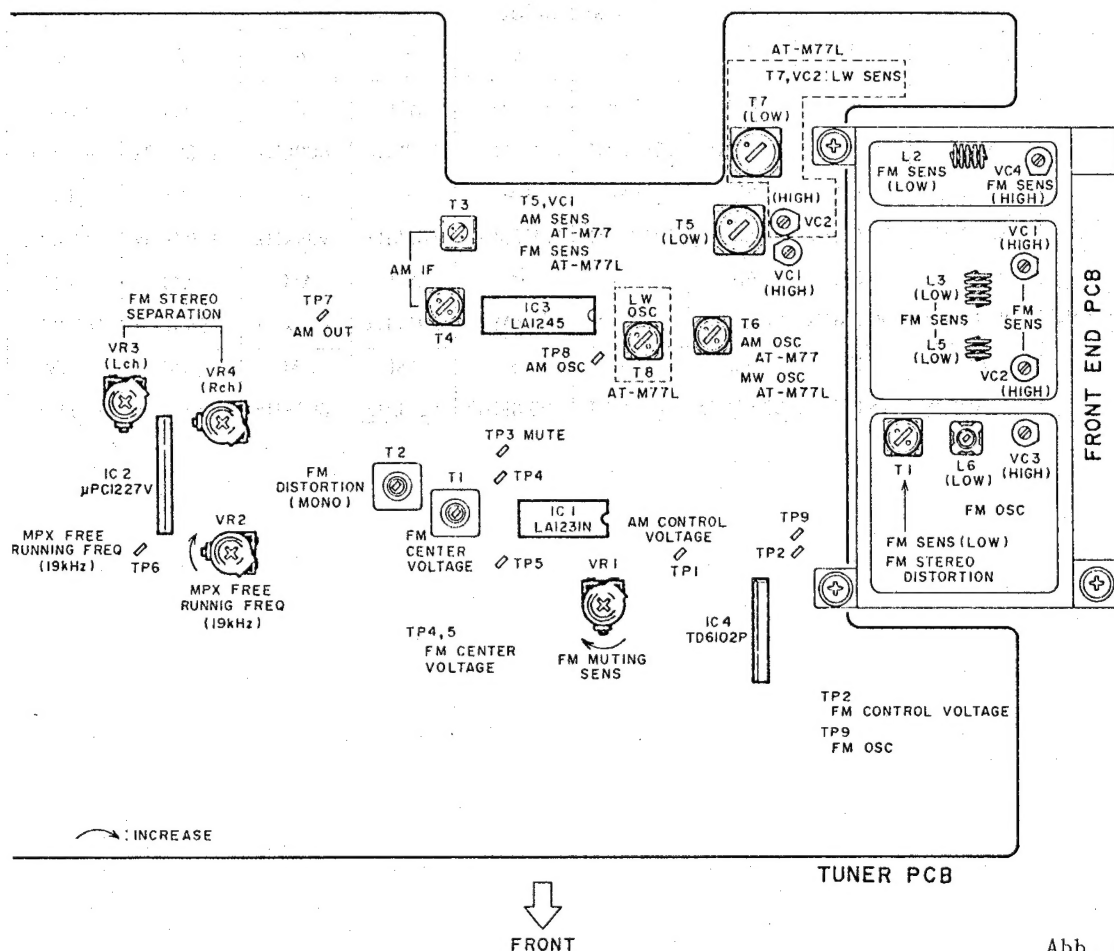 AT-M77L
T7,VC2:LW SENS
T7
(LOW)
L2
FM SENS
(LOW)
VC4
FM SENS
(HIGH)
T3
T5,VC1
AM SENS
AT-M77
FM SENS
AT-M77L
T5
(LOW)
(HIGH)
VC2
VC1
(HIGH)
VC1
(HIGH)
L3
(LOW)
FM SENS
L5
(LOW)
FM
SENS
VC2
(HIGH)
FRONT END PCB
AM IF
T4
FM STEREO
SEPARATION
TP7
AM OUT
IC3
LA1245
LW
OSC
T8
AT-M77L
TP8
AM OSC
T6
AM OSC
AT-M77
MW OSC
AT-M77L
VR3
(Lch)
VR4
(Rch)
IC2
μPC1227V
TP3 MUTE
TP4
T2
FM
DISTORTION
(MONO)
T1
FM
CENTER
VOLTAGE
IC1
LA1231N
AM CONTROL
VOLTAGE
TP1
TP9
TP2
T1
L6
(LOW)
VC3
(HIGH)
FM OSC
FM SENS(LOW)
FM STEREO
DISTORTION
VR2
MPX FREE
RUNNING FREQ
(19kHz)
TP6
MPX FREE
RUNNIG FREQ
(19kHz)
TP5
VR1
FM MUTING
SENS
IC4
TD6102P
TP4,5
FM CENTER
VOLTAGE
TP2
FM CONTROL VOLTAGE
TP9
FM OSC
:INCREASE
TUNER PCB
FRONT
Abb